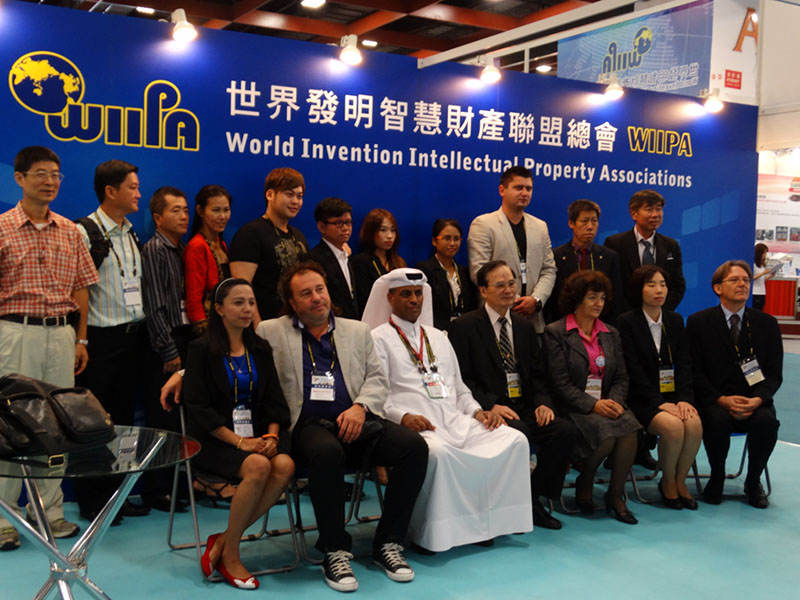 WIIPA
世界發明智慧財產聯盟總會 WIIPA
World Invention Intellectual Property Associations
A